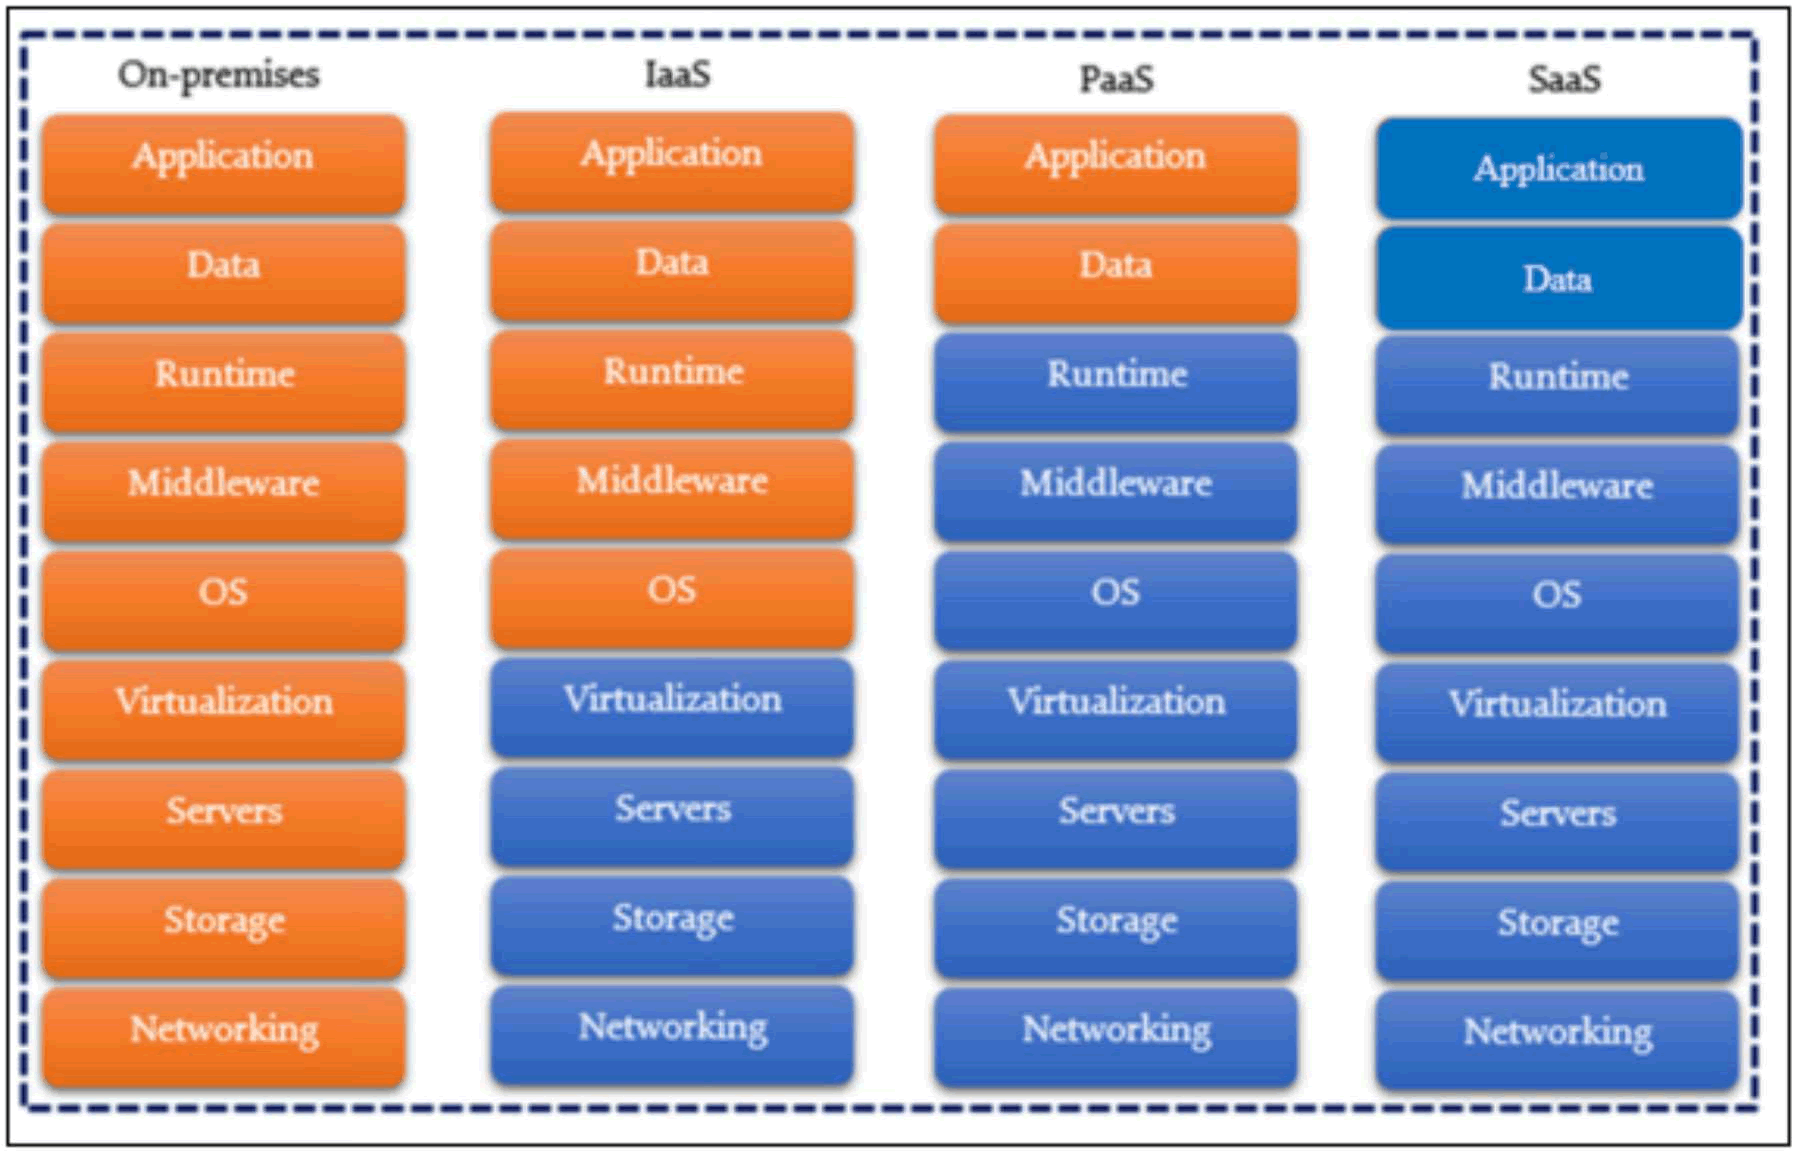 On-premises
Application
Data
Runtime
Middleware
OS
Virtualization
Servers
Storage
Networking
IaaS
Application
Data
Runtime
Middleware
OS
Virtualization
Servers
Storage
Networking
PaaS
Application
Data
Runtime
Middleware
OS
Virtualization
Servers
Storage
Networking
SaaS
Application
Data
Runtime
Middleware
OS
Virtualization
Servers
Storage
Networking